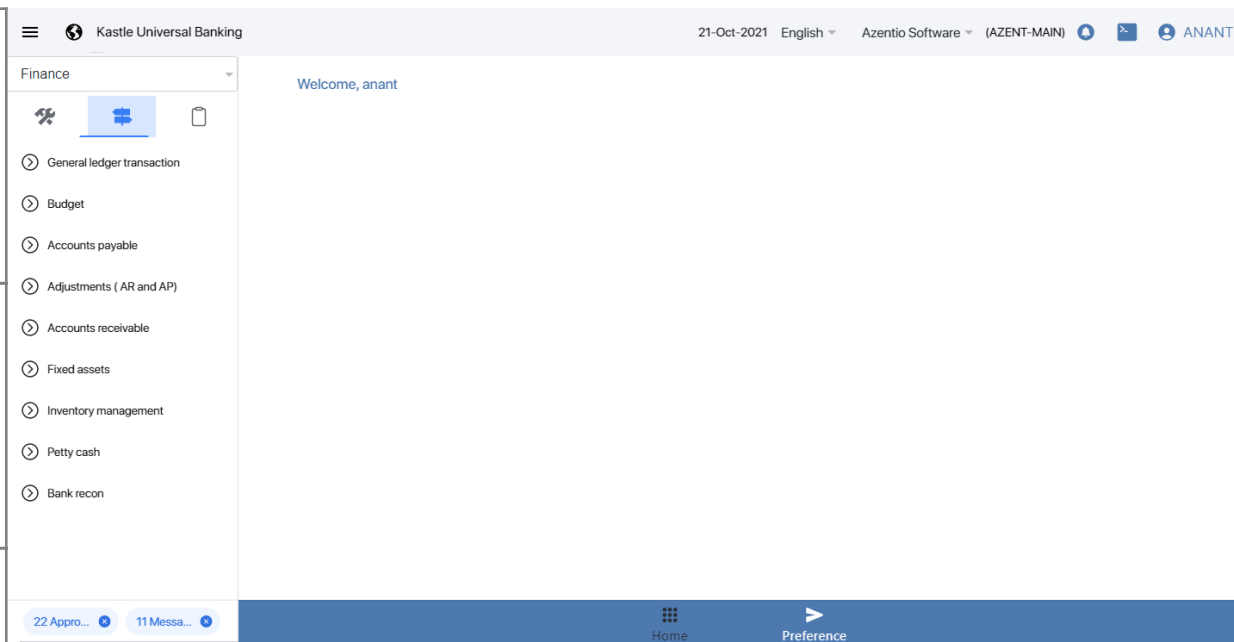 Kastle Universal Banking
21-Oct-2021 English Azentio Software (AZENT-MAIN) ANANT
Finance
Welcome, anant
General ledger transaction
Budget
Accounts payable
Adjustments ( AR and AP)
Accounts receivable
Fixed assets
Inventory management
Petty cash
Bank recon
22 Appro... 11 Messa...
Home Preference